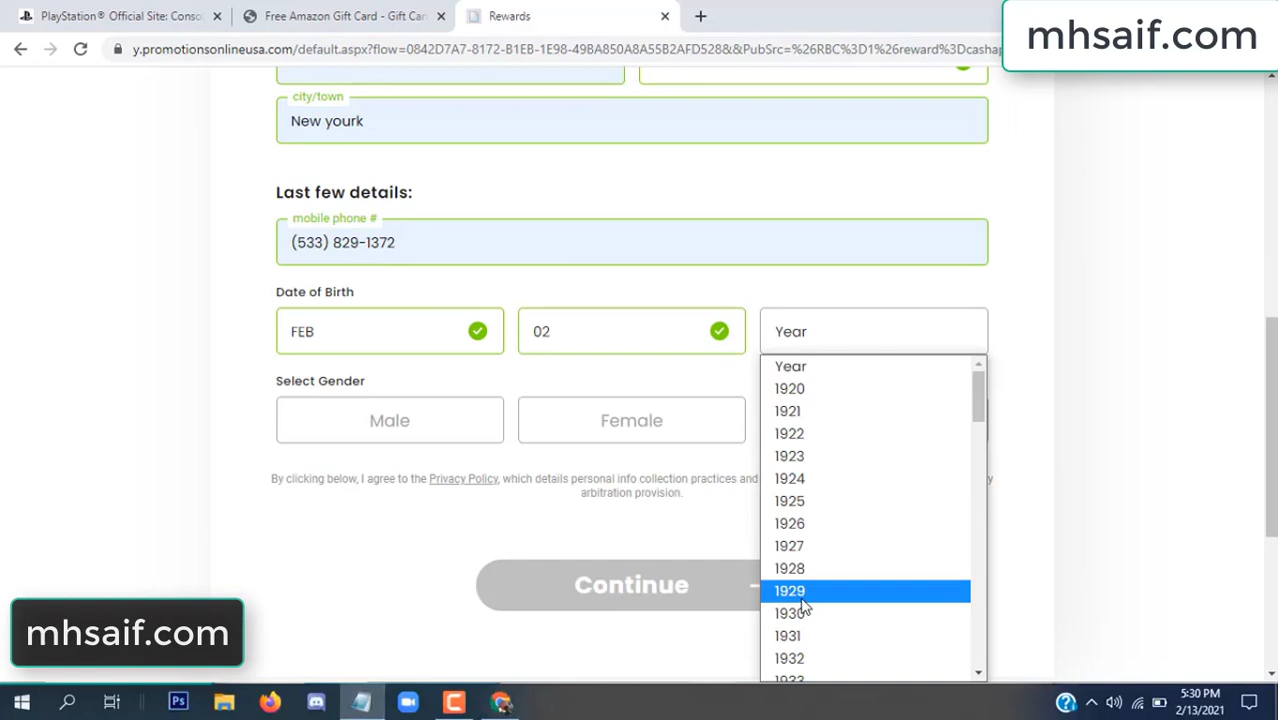 PlayStation® Official Site: Conso
Free Amazon Gift Card - Gift Car
Rewards
mhsaif.com
y.promotionsonlineusa.com/default.aspx?flow=0842D7A7-8172-B1EB-1E98-49BA850A8A55B2AFD528&&PubSrc=%26RBC%3D1%26reward%3Dcashap
city/town
New yourk
Last few details:
mobile phone #
(533) 829-1372
Date of Birth
FEB
02
Year
Year
1920
Select Gender
1921
Male
Female
1922
1923
1924
By clicking below, I agree to the Privacy Policy, which details personal info collection practices and
y
arbitration provision.
1925
1926
1927
1928
Continue
1929
1930
1931
1932
1933
mhsaif.com
Ps
5:30 PM
2/13/2021